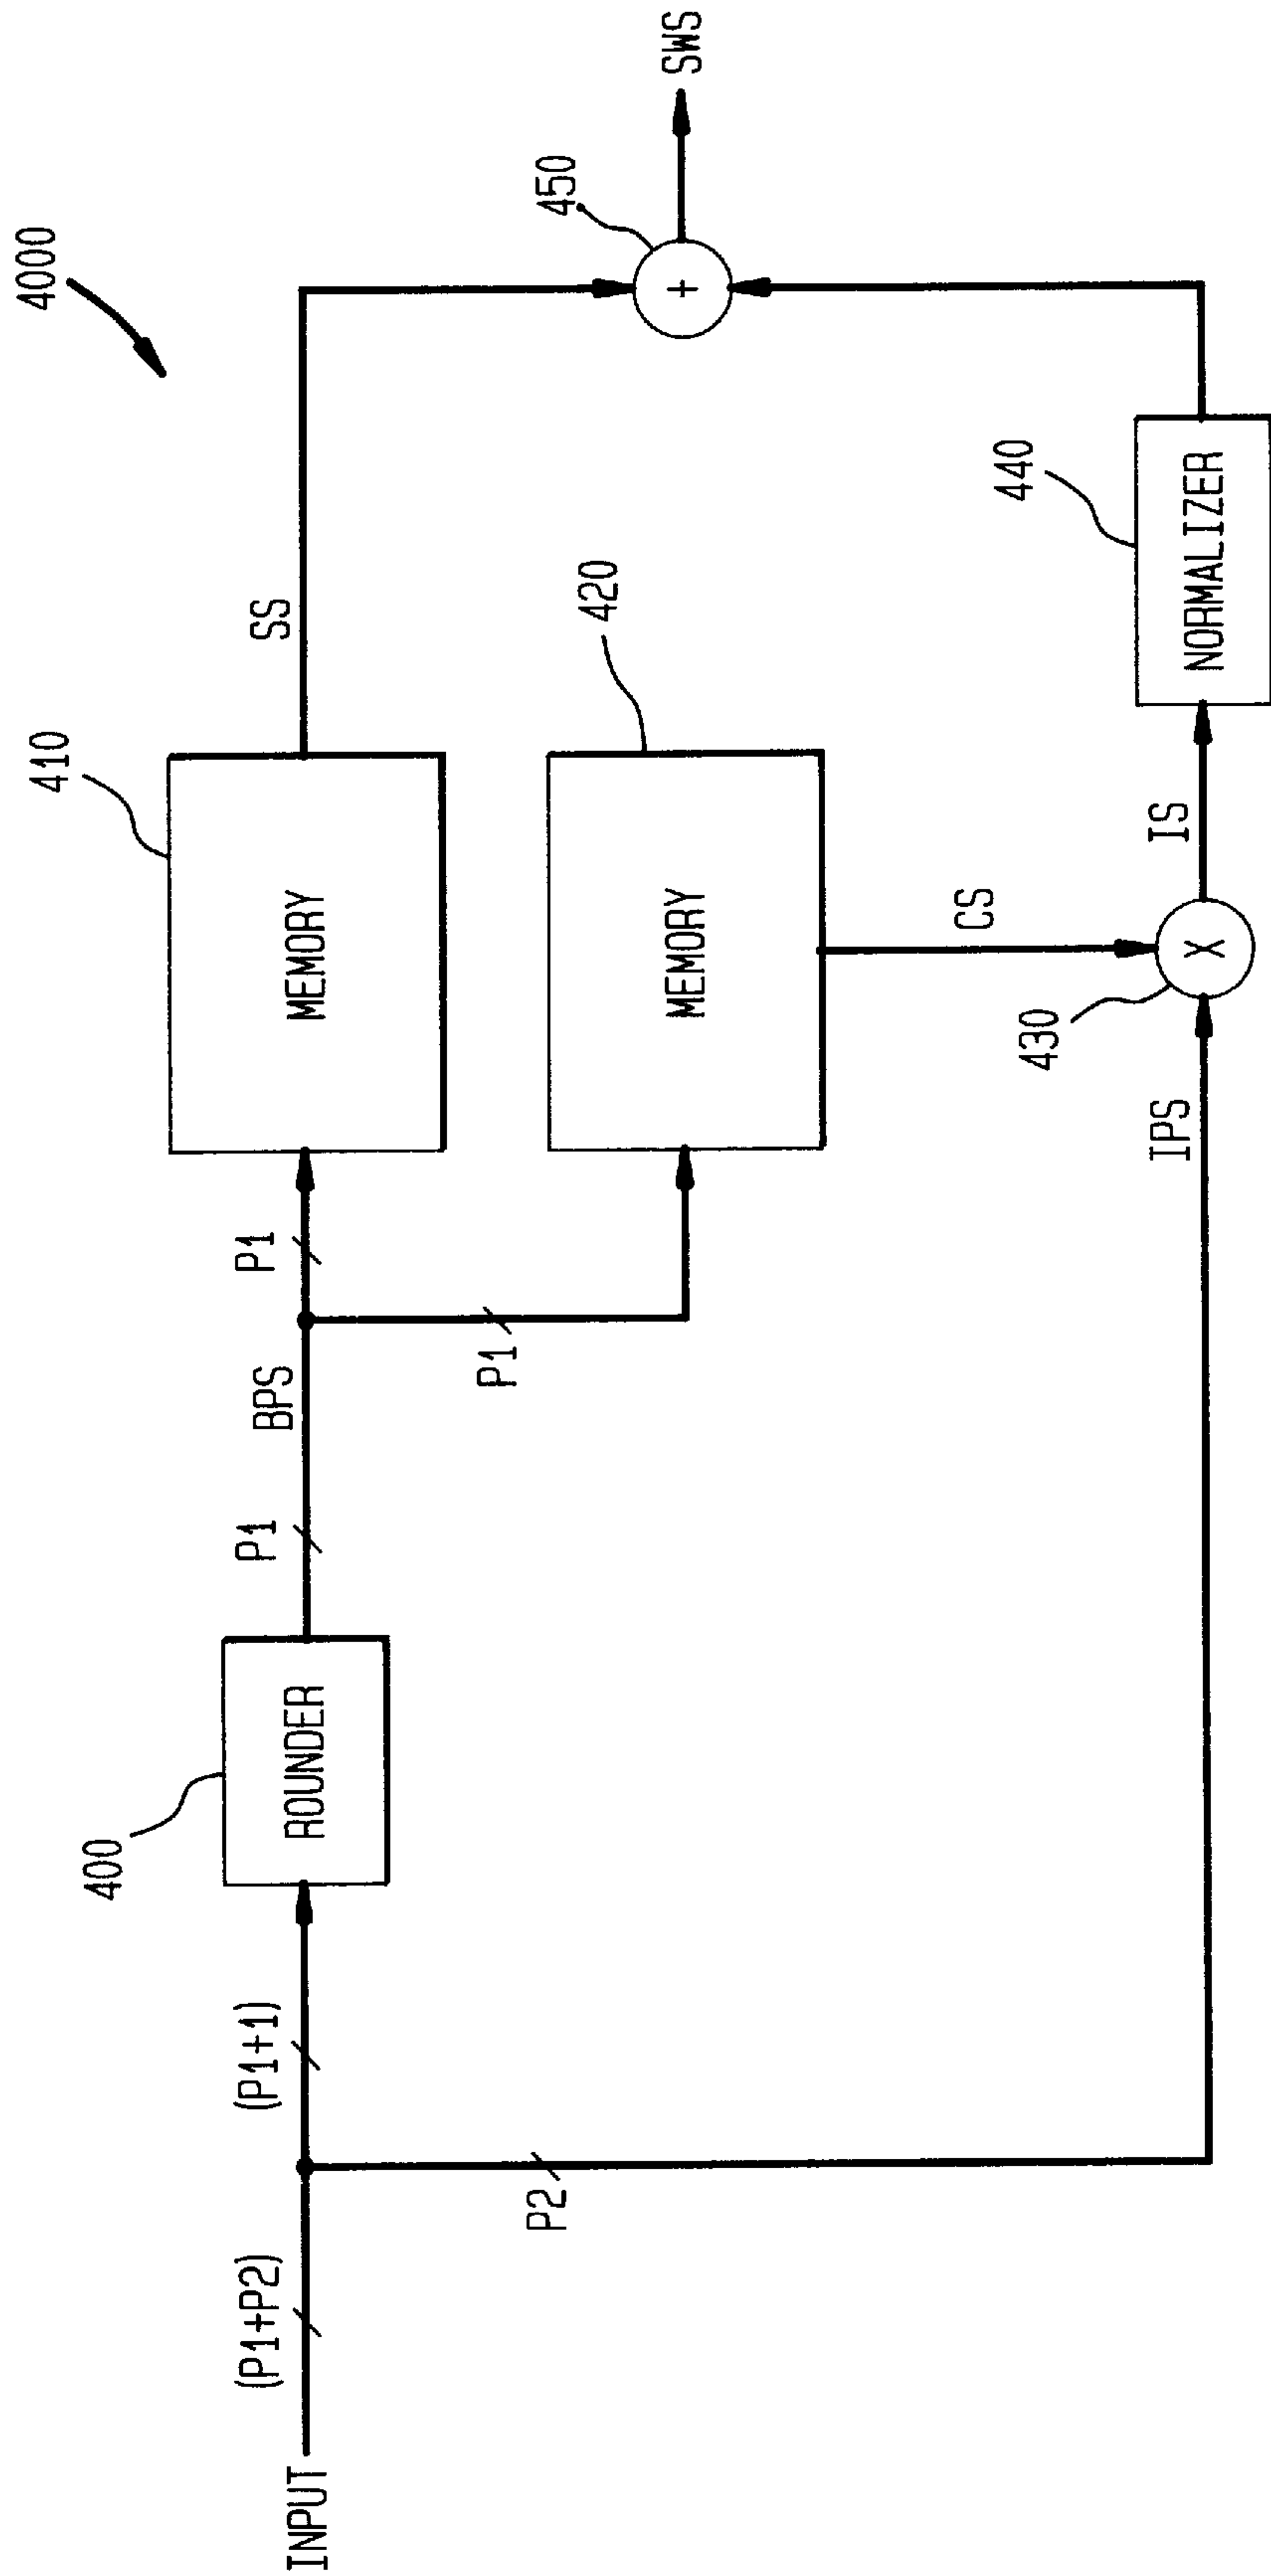 4000
INPUT
(P1+P2)
(P1+1)
400
ROUNDER
P1
BPS
P1
410
MEMORY
SS
450
+
SWS
P1
420
MEMORY
CS
P2
IPS
430
X
IS
440
NORMALIZER